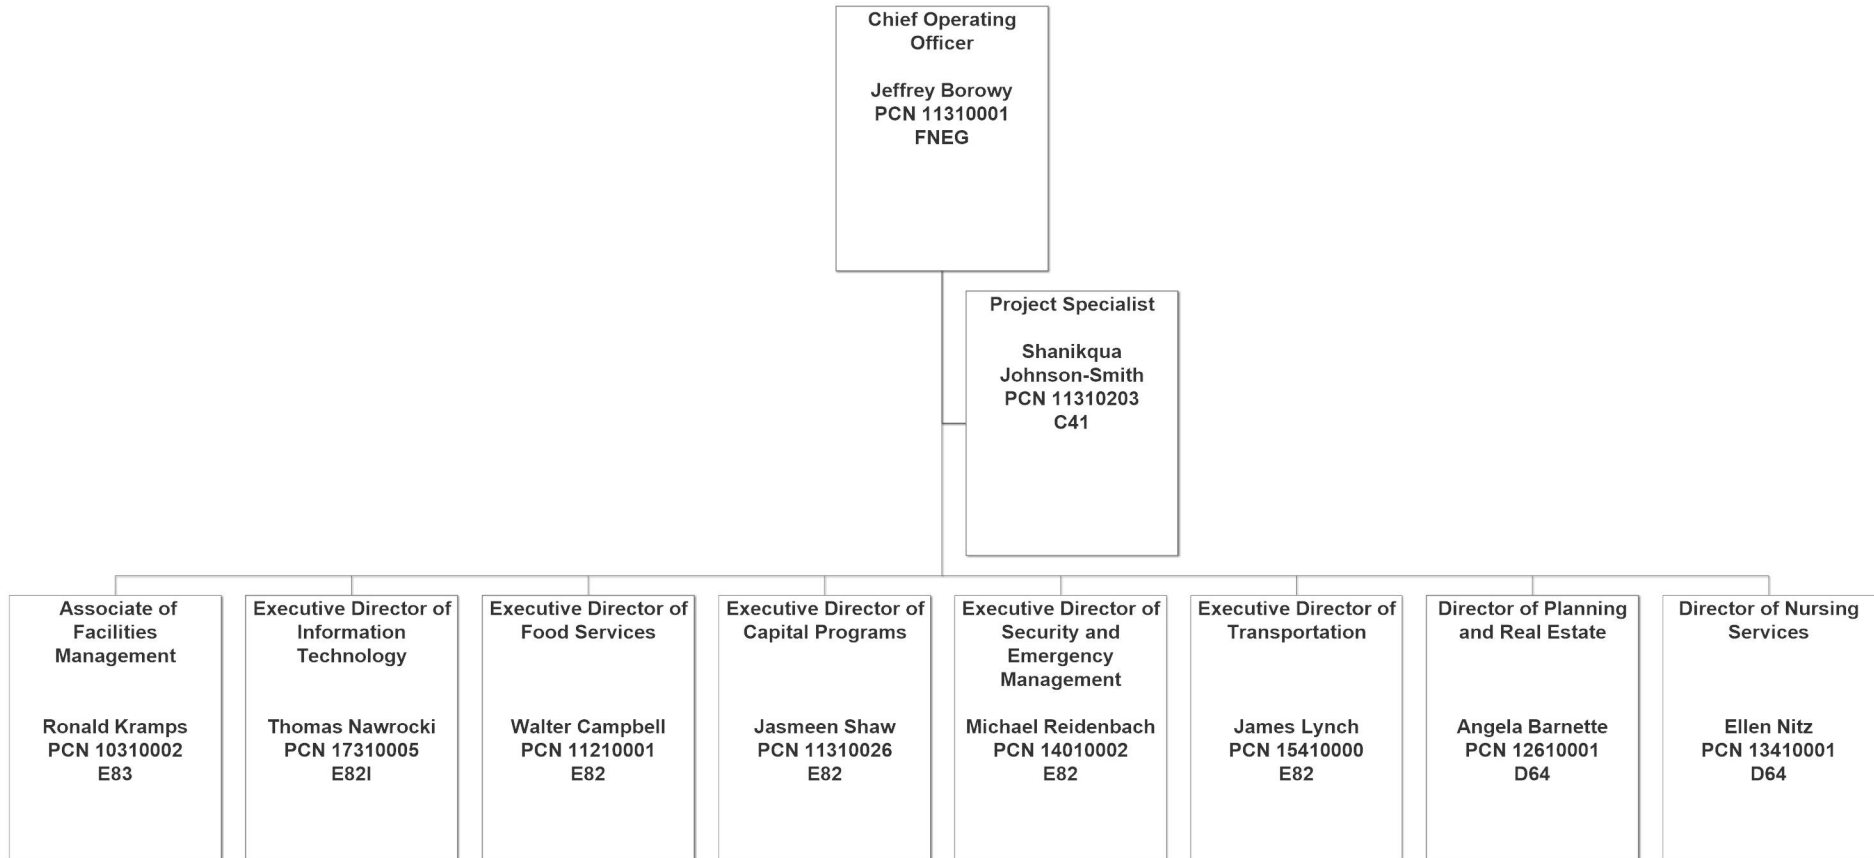 Chief Operating
Officer
Jeffrey Borowy
PCN 11310001
FNEG
Project Specialist
Shanikqua
Johnson-Smith
PCN 11310203
C41
Associate of
Facilities
Management
Ronald Kramps
PCN 10310002
E83
Executive Director of
Information
Technology
Thomas Nawrocki
PCN 17310005
E82I
Executive Director of
Food Services
Walter Campbell
PCN 11210001
E82
Executive Director of
Capital Programs
Jasmeen Shaw
PCN 11310026
E82
Executive Director of
Security and
Emergency
Management
Michael Reidenbach
PCN 14010002
E82
Executive Director of
Transportation
James Lynch
PCN 15410000
E82
Director of Planning
and Real Estate
Angela Barnette
PCN 12610001
D64
Director of Nursing
Services
Ellen Nitz
PCN 13410001
D64